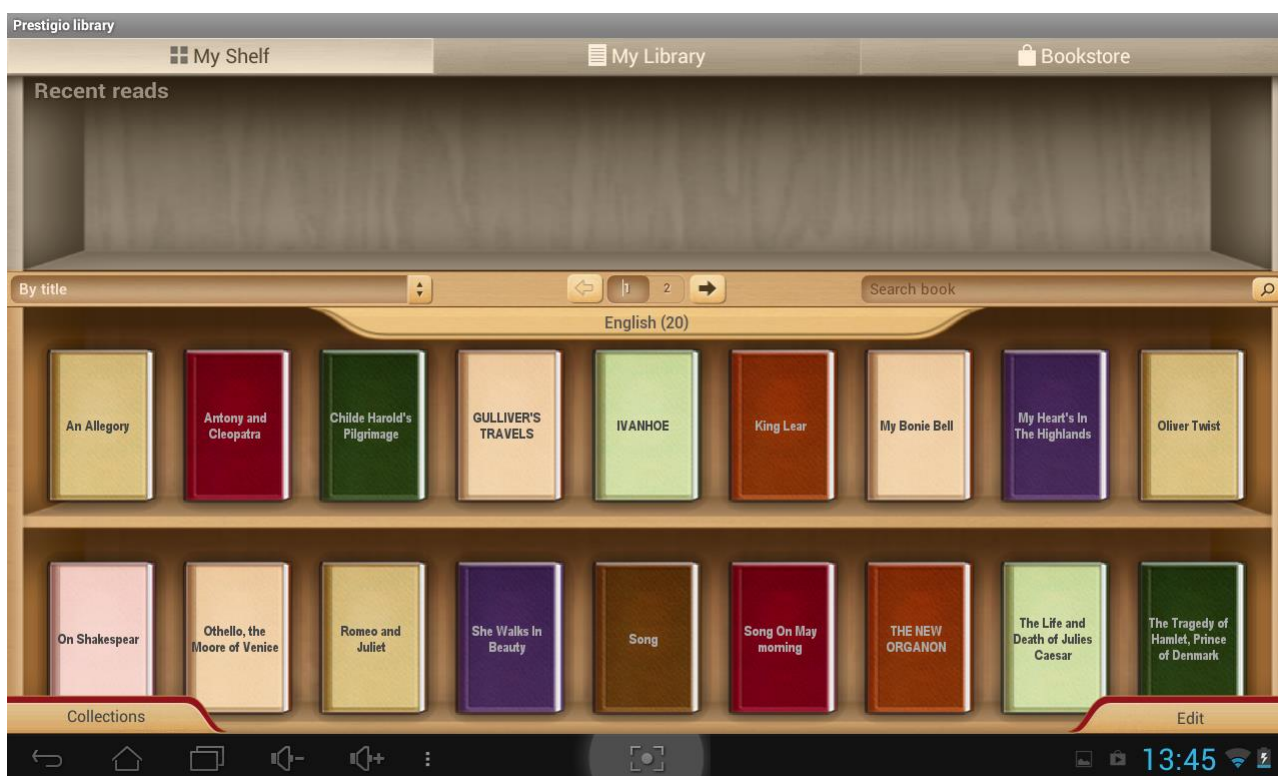 Prestigio library
My Shelf
My Library
Bookstore
Recent reads
By title
1
2
Search book
English (20)
An Allegory
Antony and
Cleopatra
Childe Harold's
Pilgrimage
GULLIVER'S
TRAVELS
IVANHOE
King Lear
My Bonie Bell
My Heart's In
The Highlands
Oliver Twist
On Shakespear
Othello, the
Moore of Venice
Romeo and
Juliet
She Walks In
Beauty
Song
Song On May
morning
THE NEW
ORGANON
The Life and
Death of Julies
Caesar
The Tragedy of
Hamlet, Prince
of Denmark
Collections
Edit
13:45